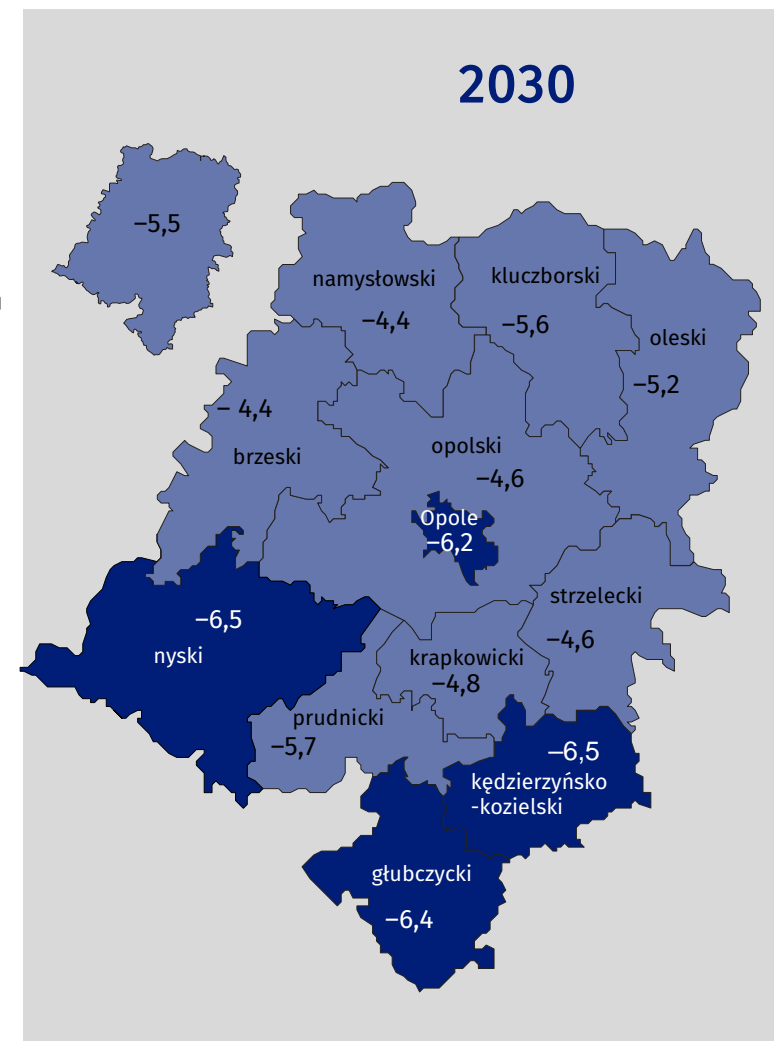 2030
–5,5
namysłowski
–4,4
kluczborski
–5,6
oleski
–5,2
– 4,4
brzeski
opolski
–4,6
Opole
–6,2
strzelecki
–4,6
–6,5
nyski
krapkowicki
–4,8
prudnicki
–5,7
–6,5
kędzierzyńsko
-kozielski
głubczycki
–6,4